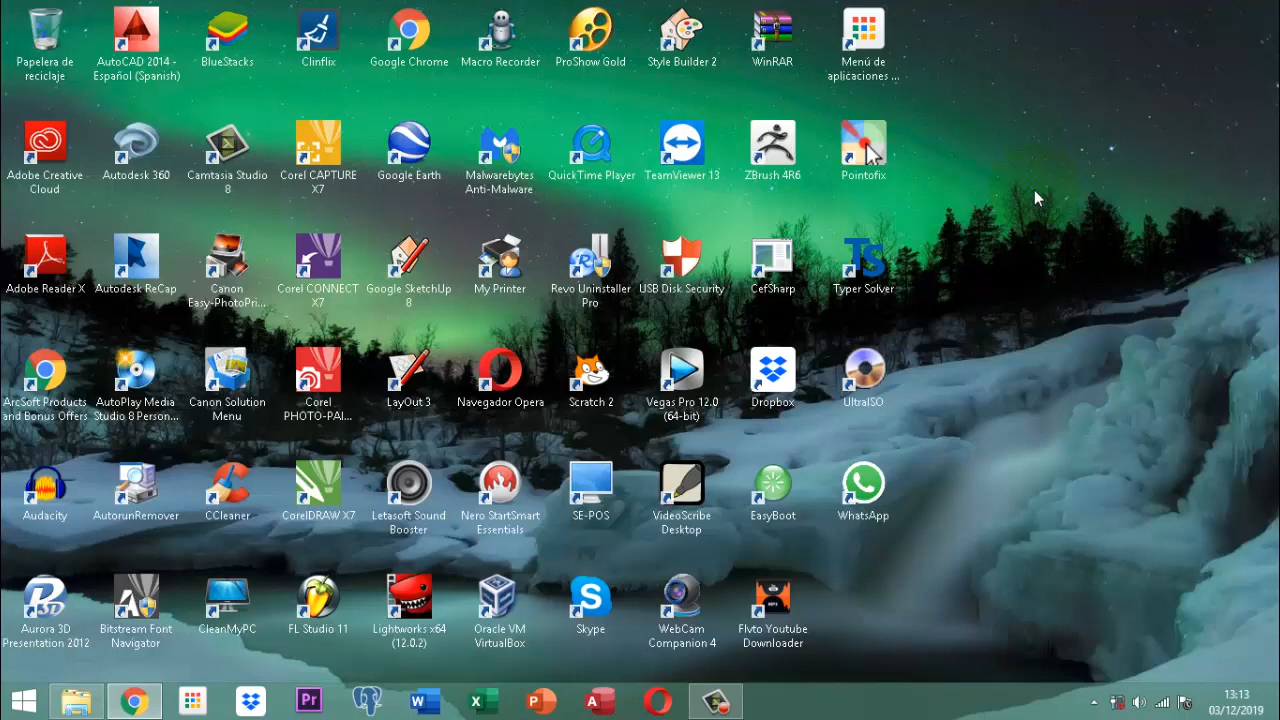 Papelera de
reciclaje
AutoCAD 2014 -
Español (Spanish)
BlueStacks
Clinflix
Google Chrome
Macro Recorder
ProShow Gold
Style Builder 2
WinRAR
Menú de
aplicaciones ...
Adobe Creative
Cloud
Autodesk 360
Camtasia Studio
8
Corel CAPTURE
X7
Google Earth
Malwarebytes
Anti-Malware
QuickTime Player
TeamViewer 13
ZBrush 4R6
Pointofix
Adobe Reader X
Autodesk ReCap
Canon
Easy-PhotoPri...
Corel CONNECT
X7
Google SketchUp
8
My Printer
Revo Uninstaller
Pro
USB Disk Security
CefSharp
Ts
Typer Solver
ArcSoft Products
and Bonus Offers
AutoPlay Media
Studio 8 Person...
Canon Solution
Menu
Corel
PHOTO-PAI...
LayOut 3
Navegador Opera
Scratch 2
Vegas Pro 12.0
(64-bit)
Dropbox
UltraISO
Audacity
AutorunRemover
CCleaner
CorelDRAW X7
Letasoft Sound
Booster
Nero StartSmart
Essentials
SE-POS
VideoScribe
Desktop
EasyBoot
WhatsApp
Aurora 3D
Presentation 2012
Bitstream Font
Navigator
CleanMyPC
FL Studio 11
Lightworks x64
(12.0.2)
Oracle VM
VirtualBox
Skype
WebCam
Companion 4
Flvto Youtube
Downloader
Pr
W
X
P
A
13:13
03/12/2019